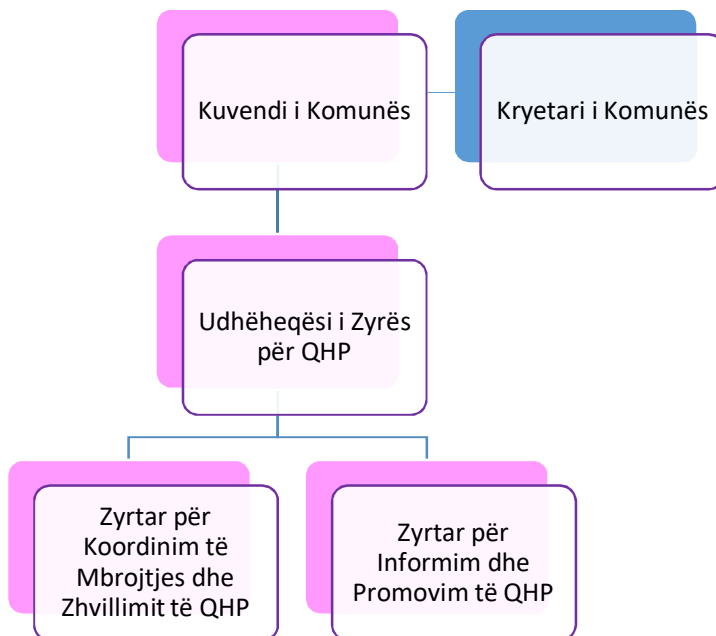 Kuvendi i Komunës
Kryetari i Komunës
Udhëheqësi i Zyrës
për QHP
Zyrtar për
Koordinim të
Mbrojtjes dhe
Zhvillimit të QHP
Zyrtar për
Informim dhe
Promovim të QHP